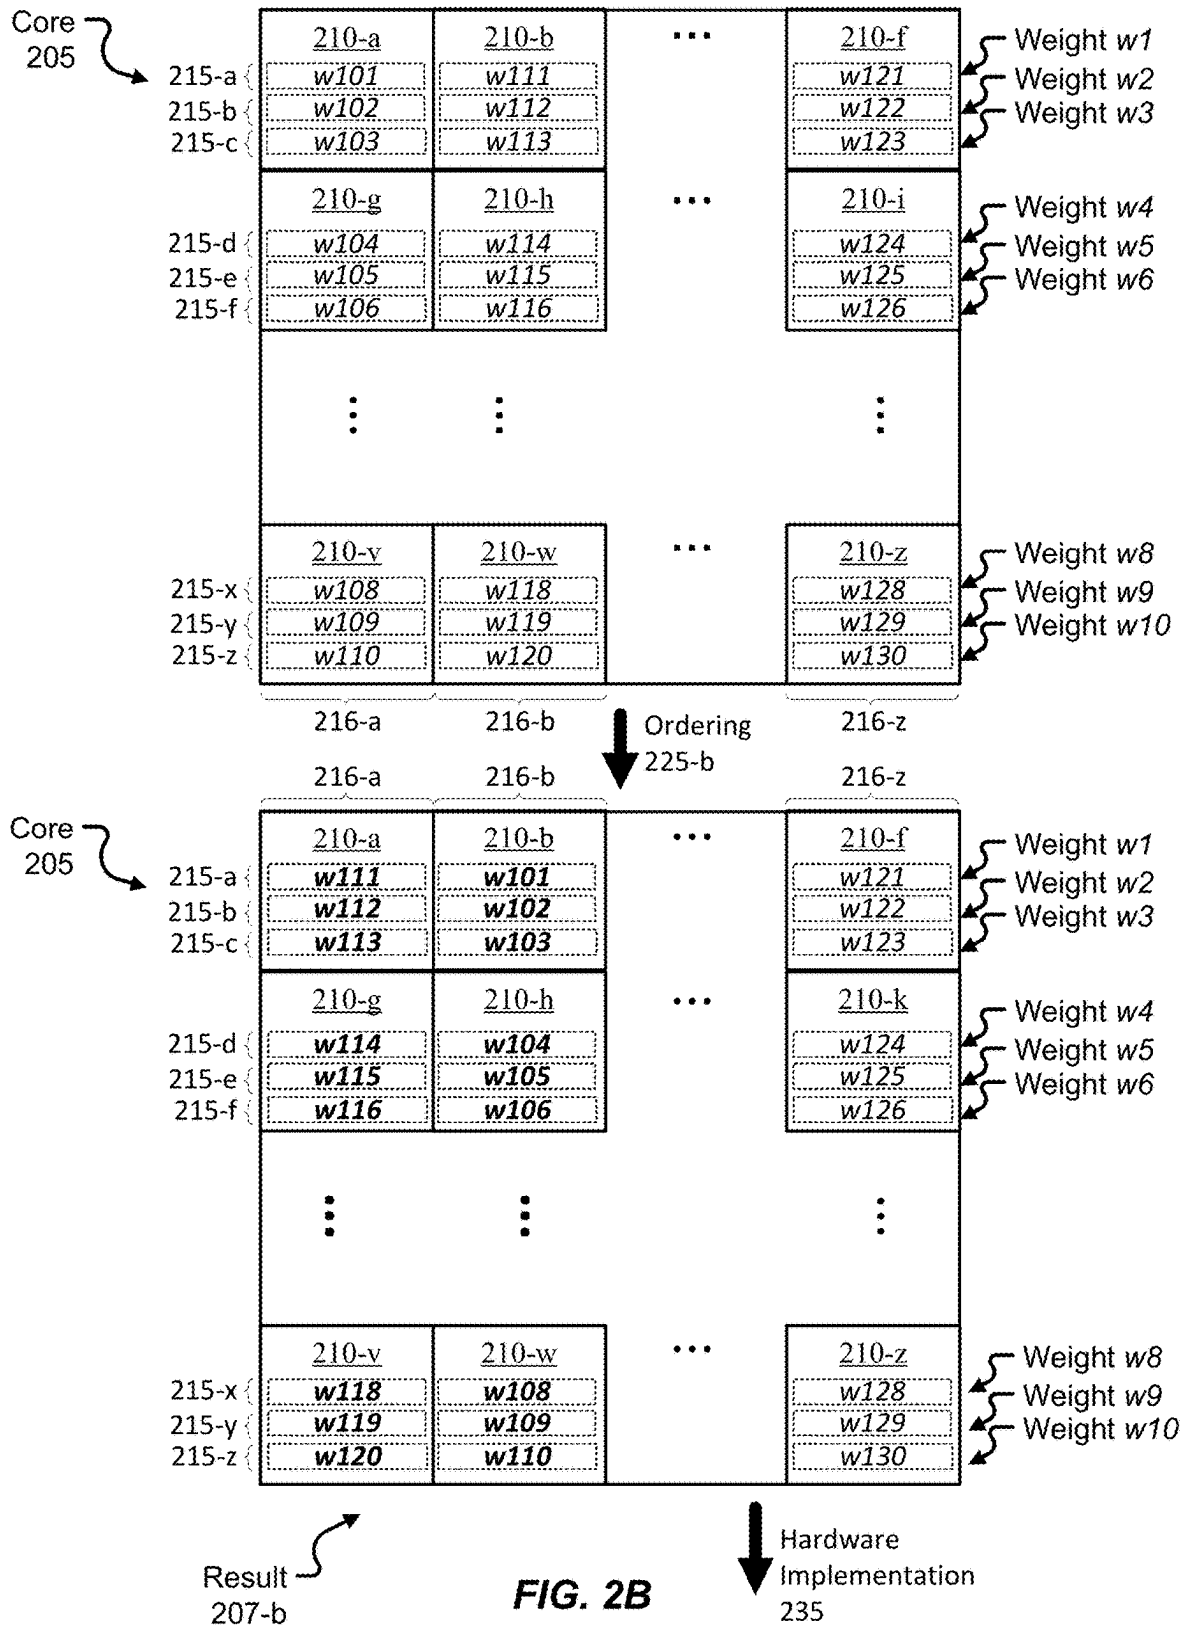 Core 205
210-a 210-b ... 210-f
215-a w101 w111 w121 Weight w1
215-b w102 w112 w122 Weight w2
215-c w103 w113 w123 Weight w3
210-g 210-h ... 210-i
215-d w104 w114 w124 Weight w4
215-e w105 w115 w125 Weight w5
215-f w106 w116 w126 Weight w6
210-v 210-w ... 210-z
215-x w108 w118 w128 Weight w8
215-y w109 w119 w129 Weight w9
215-z w110 w120 w130 Weight w10
216-a 216-b 216-z
Ordering
225-b
216-a 216-b 216-z
Core 205
210-a 210-b ... 210-f
215-a w111 w101 w121 Weight w1
215-b w112 w102 w122 Weight w2
215-c w113 w103 w123 Weight w3
210-g 210-h ... 210-k
215-d w114 w104 w124 Weight w4
215-e w115 w105 w125 Weight w5
215-f w116 w106 w126 Weight w6
210-v 210-w ... 210-z
215-x w118 w108 w128 Weight w8
215-y w119 w109 w129 Weight w9
215-z w120 w110 w130 Weight w10
Result
207-b
FIG. 2B
Hardware
Implementation
235